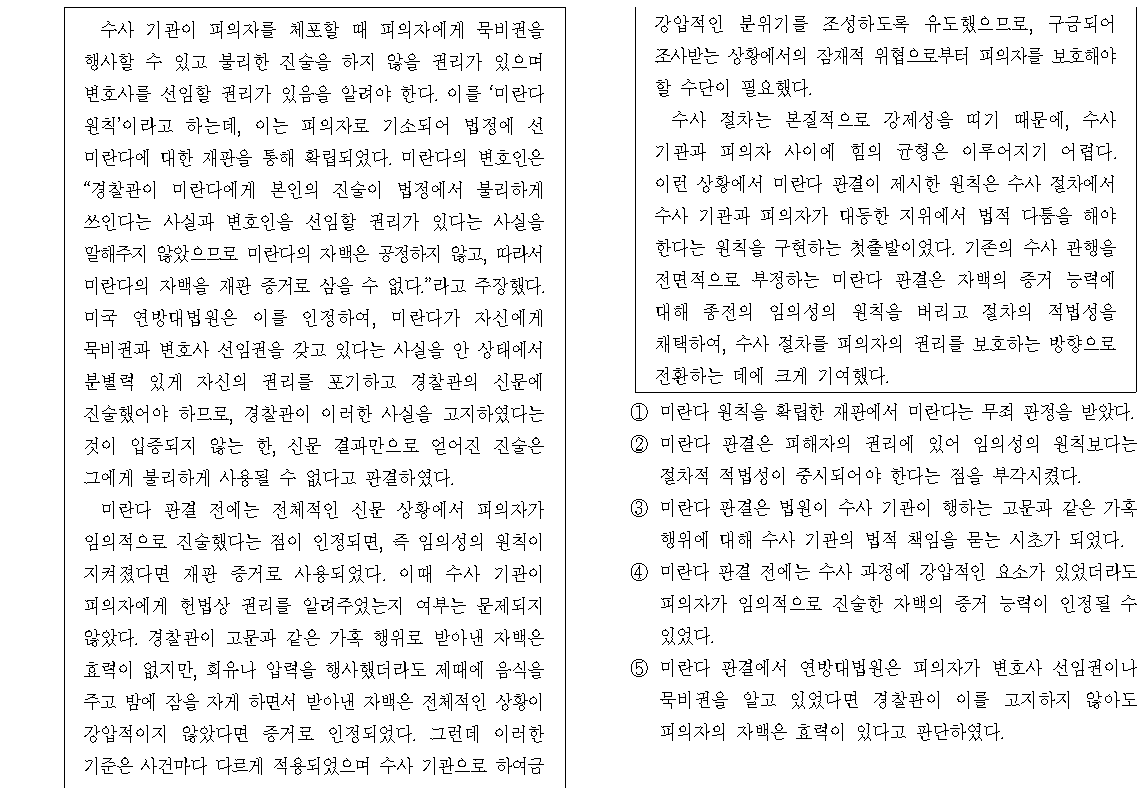 수사 기관이 피의자를 체포할 때 피의자에게 묵비권을
행사할 수 있고 불리한 진술을 하지 않을 권리가 있으며
변호사를 선임할 권리가 있음을 알려야 한다. 이를 ‘미란다
원칙’이라고 하는데, 이는 피의자로 기소되어 법정에 선
미란다에 대한 재판을 통해 확립되었다. 미란다의 변호인은
“경찰관이 미란다에게 본인의 진술이 법정에서 불리하게
쓰인다는 사실과 변호인을 선임할 권리가 있다는 사실을
말해주지 않았으므로 미란다의 자백은 공정하지 않고, 따라서
미란다의 자백을 재판 증거로 삼을 수 없다.”라고 주장했다.
미국 연방대법원은 이를 인정하여, 미란다가 자신에게
묵비권과 변호사 선임권을 갖고 있다는 사실을 안 상태에서
분별력 있게 자신의 권리를 포기하고 경찰관의 신문에
진술했어야 하므로, 경찰관이 이러한 사실을 고지하였다는
것이 입증되지 않는 한, 신문 결과만으로 얻어진 진술은
그에게 불리하게 사용될 수 없다고 판결하였다.
미란다 판결 전에는 전체적인 신문 상황에서 피의자가
임의적으로 진술했다는 점이 인정되면, 즉 임의성의 원칙이
지켜졌다면 재판 증거로 사용되었다. 이때 수사 기관이
피의자에게 헌법상 권리를 알려주었는지 여부는 문제되지
않았다. 경찰관이 고문과 같은 가혹 행위로 받아낸 자백은
효력이 없지만, 회유나 압력을 행사했더라도 제때에 음식을
주고 밤에 잠을 자게 하면서 받아낸 자백은 전체적인 상황이
강압적이지 않았다면 증거로 인정되었다. 그런데 이러한
기준은 사건마다 다르게 적용되었으며 수사 기관으로 하여금
강압적인 분위기를 조성하도록 유도했으므로, 구금되어
조사받는 상황에서의 잠재적 위협으로부터 피의자를 보호해야
할 수단이 필요했다.
수사 절차는 본질적으로 강제성을 띠기 때문에, 수사
기관과 피의자 사이에 힘의 균형은 이루어지기 어렵다.
이런 상황에서 미란다 판결이 제시한 원칙은 수사 절차에서
수사 기관과 피의자가 대등한 지위에서 법적 다툼을 해야
한다는 원칙을 구현하는 첫출발이었다. 기존의 수사 관행을
전면적으로 부정하는 미란다 판결은 자백의 증거 능력에
대해 종전의 임의성의 원칙을 버리고 절차의 적법성을
채택하여, 수사 절차를 피의자의 권리를 보호하는 방향으로
전환하는 데에 크게 기여했다.
① 미란다 원칙을 확립한 재판에서 미란다는 무죄 판정을 받았다.
② 미란다 판결은 피해자의 권리에 있어 임의성의 원칙보다는
절차적 적법성이 중시되어야 한다는 점을 부각시켰다.
③ 미란다 판결은 법원이 수사 기관이 행하는 고문과 같은 가혹
행위에 대해 수사 기관의 법적 책임을 묻는 시초가 되었다.
④ 미란다 판결 전에는 수사 과정에 강압적인 요소가 있었더라도
피의자가 임의적으로 진술한 자백의 증거 능력이 인정될 수
있었다.
⑤ 미란다 판결에서 연방대법원은 피의자가 변호사 선임권이나
묵비권을 알고 있었다면 경찰관이 이를 고지하지 않아도
피의자의 자백은 효력이 있다고 판단하였다.